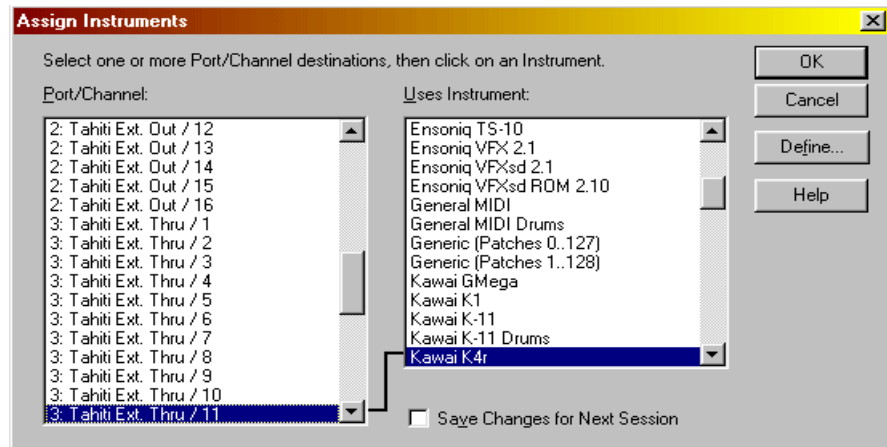 Assign Instruments
Select one or more Port/Channel destinations, then click on an Instrument.
Port/Channel:
2: Tahiti Ext. Out / 12
2: Tahiti Ext. Out / 13
2: Tahiti Ext. Out / 14
2: Tahiti Ext. Out / 15
2: Tahiti Ext. Out / 16
3: Tahiti Ext. Thru / 1
3: Tahiti Ext. Thru / 2
3: Tahiti Ext. Thru / 3
3: Tahiti Ext. Thru / 4
3: Tahiti Ext. Thru / 5
3: Tahiti Ext. Thru / 6
3: Tahiti Ext. Thru / 7
3: Tahiti Ext. Thru / 8
3: Tahiti Ext. Thru / 9
3: Tahiti Ext. Thru / 10
3: Tahiti Ext. Thru / 11
Uses Instrument:
Ensoniq TS-10
Ensoniq VFX 2.1
Ensoniq VFXsd 2.1
Ensoniq VFXsd ROM 2.10
General MIDI
General MIDI Drums
Generic (Patches 0..127)
Generic (Patches 1..128)
Kawai GMega
Kawai K1
Kawai K-11
Kawai K-11 Drums
Kawai K4r
Save Changes for Next Session
OK
Cancel
Define...
Help